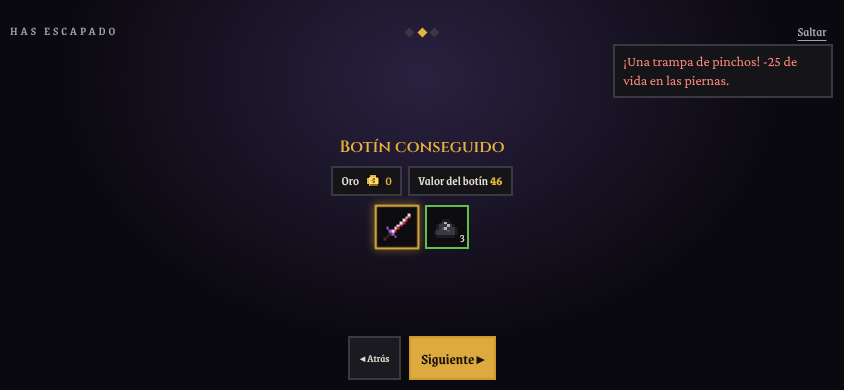 HAS ESCAPADO
Saltar
¡Una trampa de pinchos! -25 de
vida en las piernas.
Botín conseguido
Oro 0
Valor del botín 46
3
◂ Atrás
Siguiente ▸